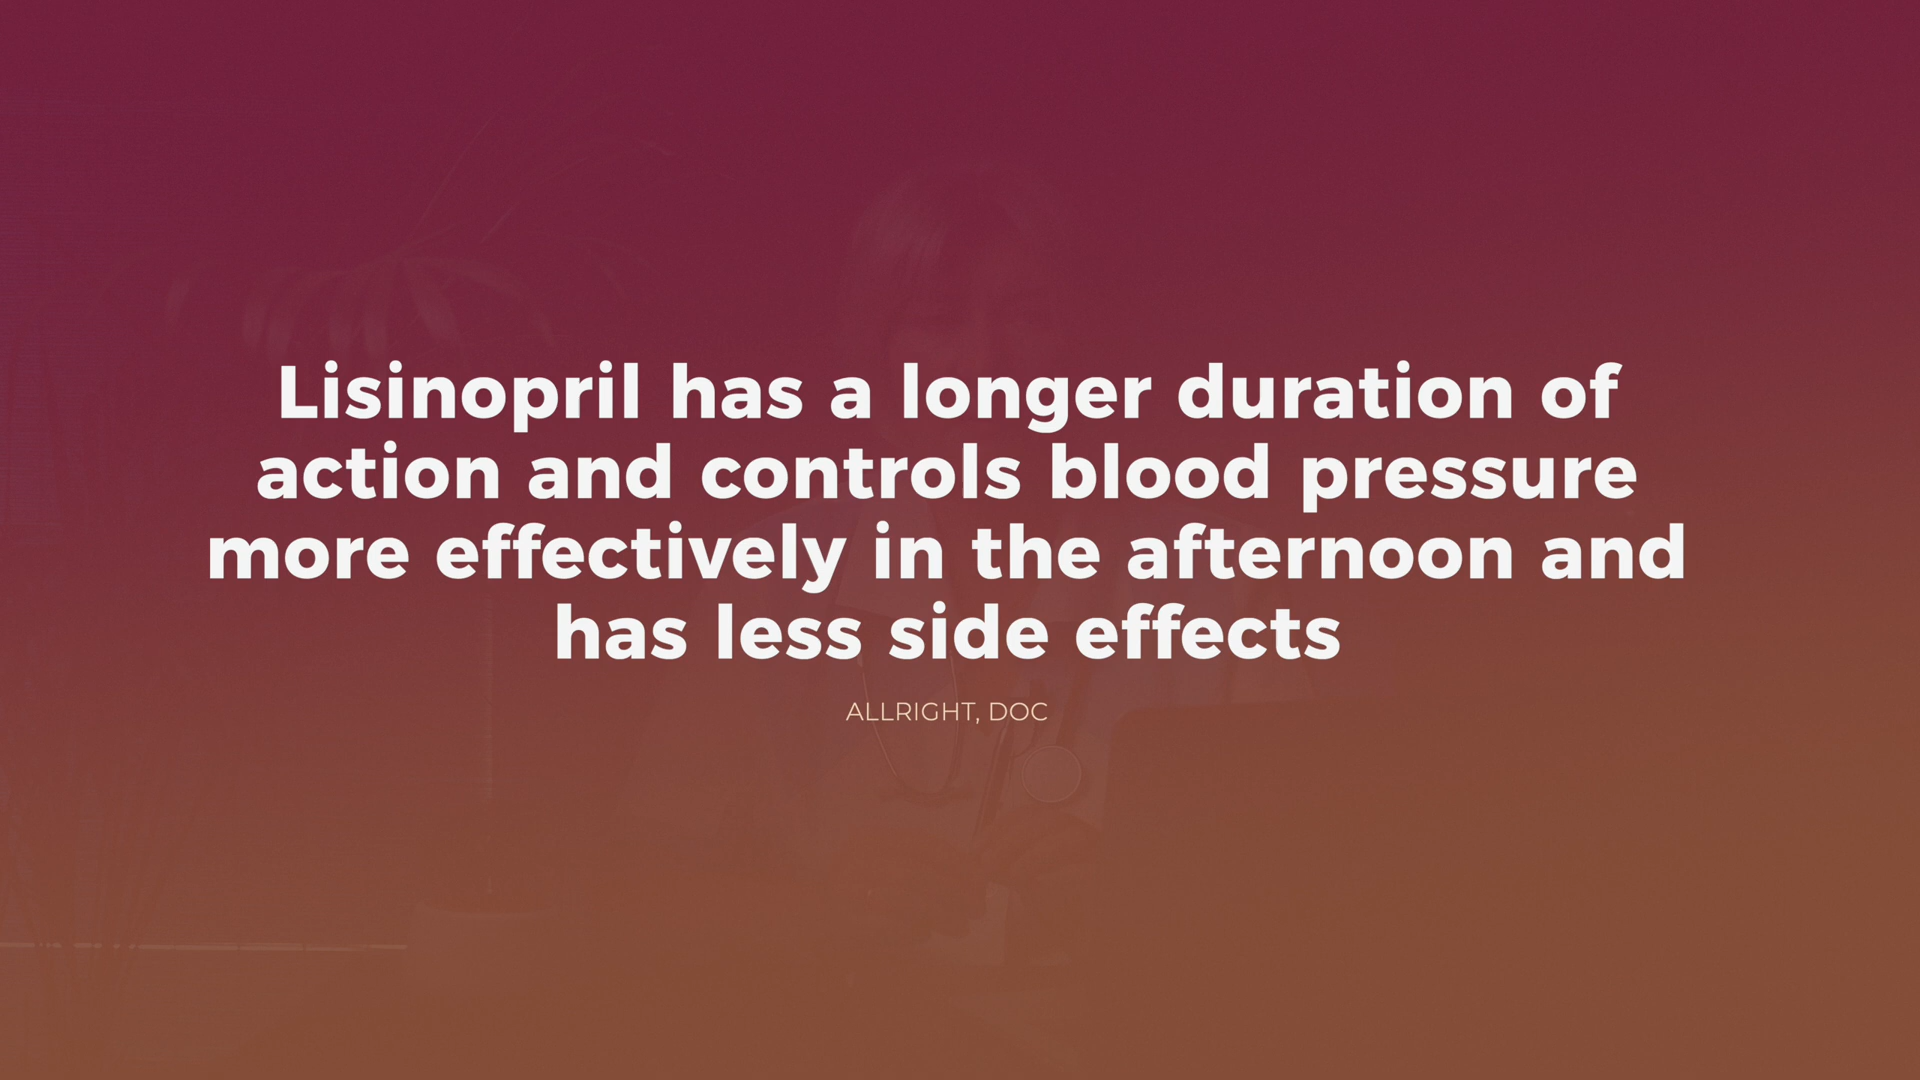 Lisinopril has a longer duration of
action and controls blood pressure
more effectively in the afternoon and
has less side effects
ALLRIGHT, DOC